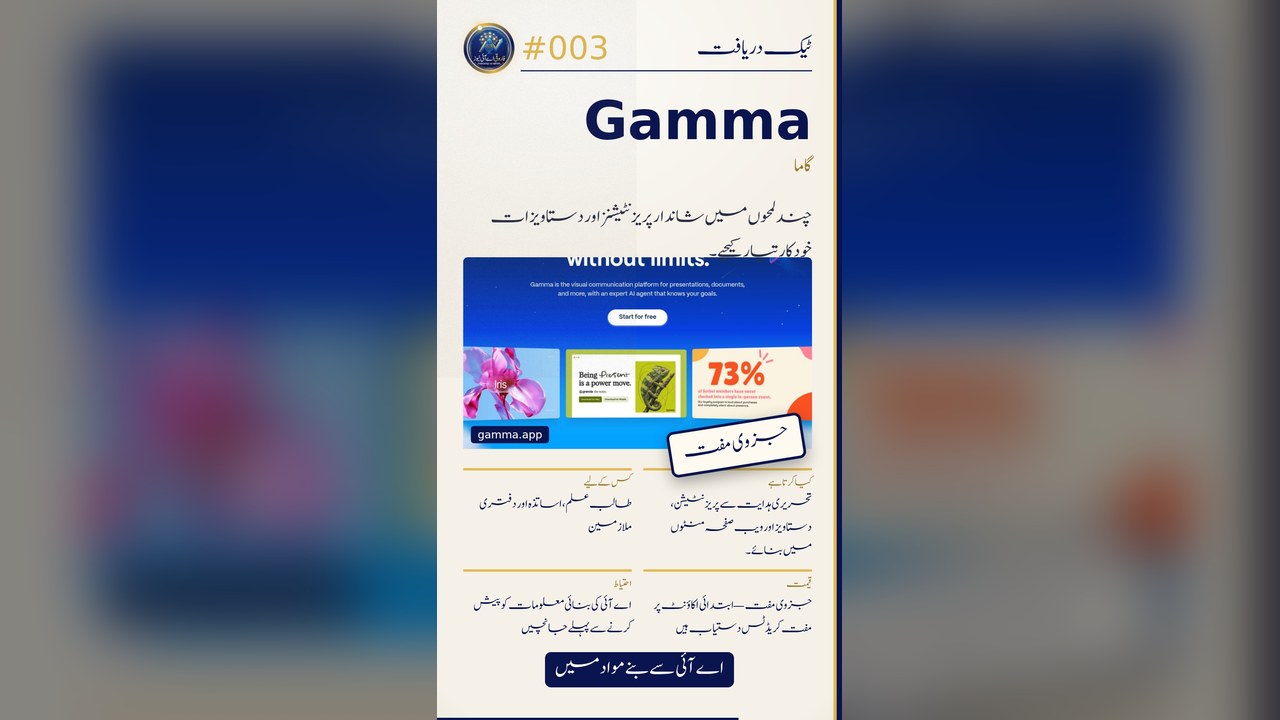 ٹیک دریافت
#003
Gamma
گاما
چند لمحوں میں شاندار پریزنٹیشنز اور دستاویزات
خودکار تیار کیجیے۔
without limits.
Gamma is the visual communication platform for presentations, documents,
and more, with an expert AI agent that knows your goals.
Start for free
Iris
Being Present
is a power move.
73%
gamma.app
جزوی مفت
کیا کرتا ہے
تحریری ہدایت سے پریزنٹیشن،
دستاویز اور ویب صفحہ منٹوں
میں بنائے۔
کس کے لیے
طالب علم، اساتذہ اور دفتری
ملازمین
قیمت
جزوی مفت — ابتدائی اکاؤنٹ پر
مفت کریڈٹس دستیاب ہیں
احتیاط
اے آئی کی بنائی معلومات کو پیش
کرنے سے پہلے جانچیں
اے آئی سے بنے مواد میں